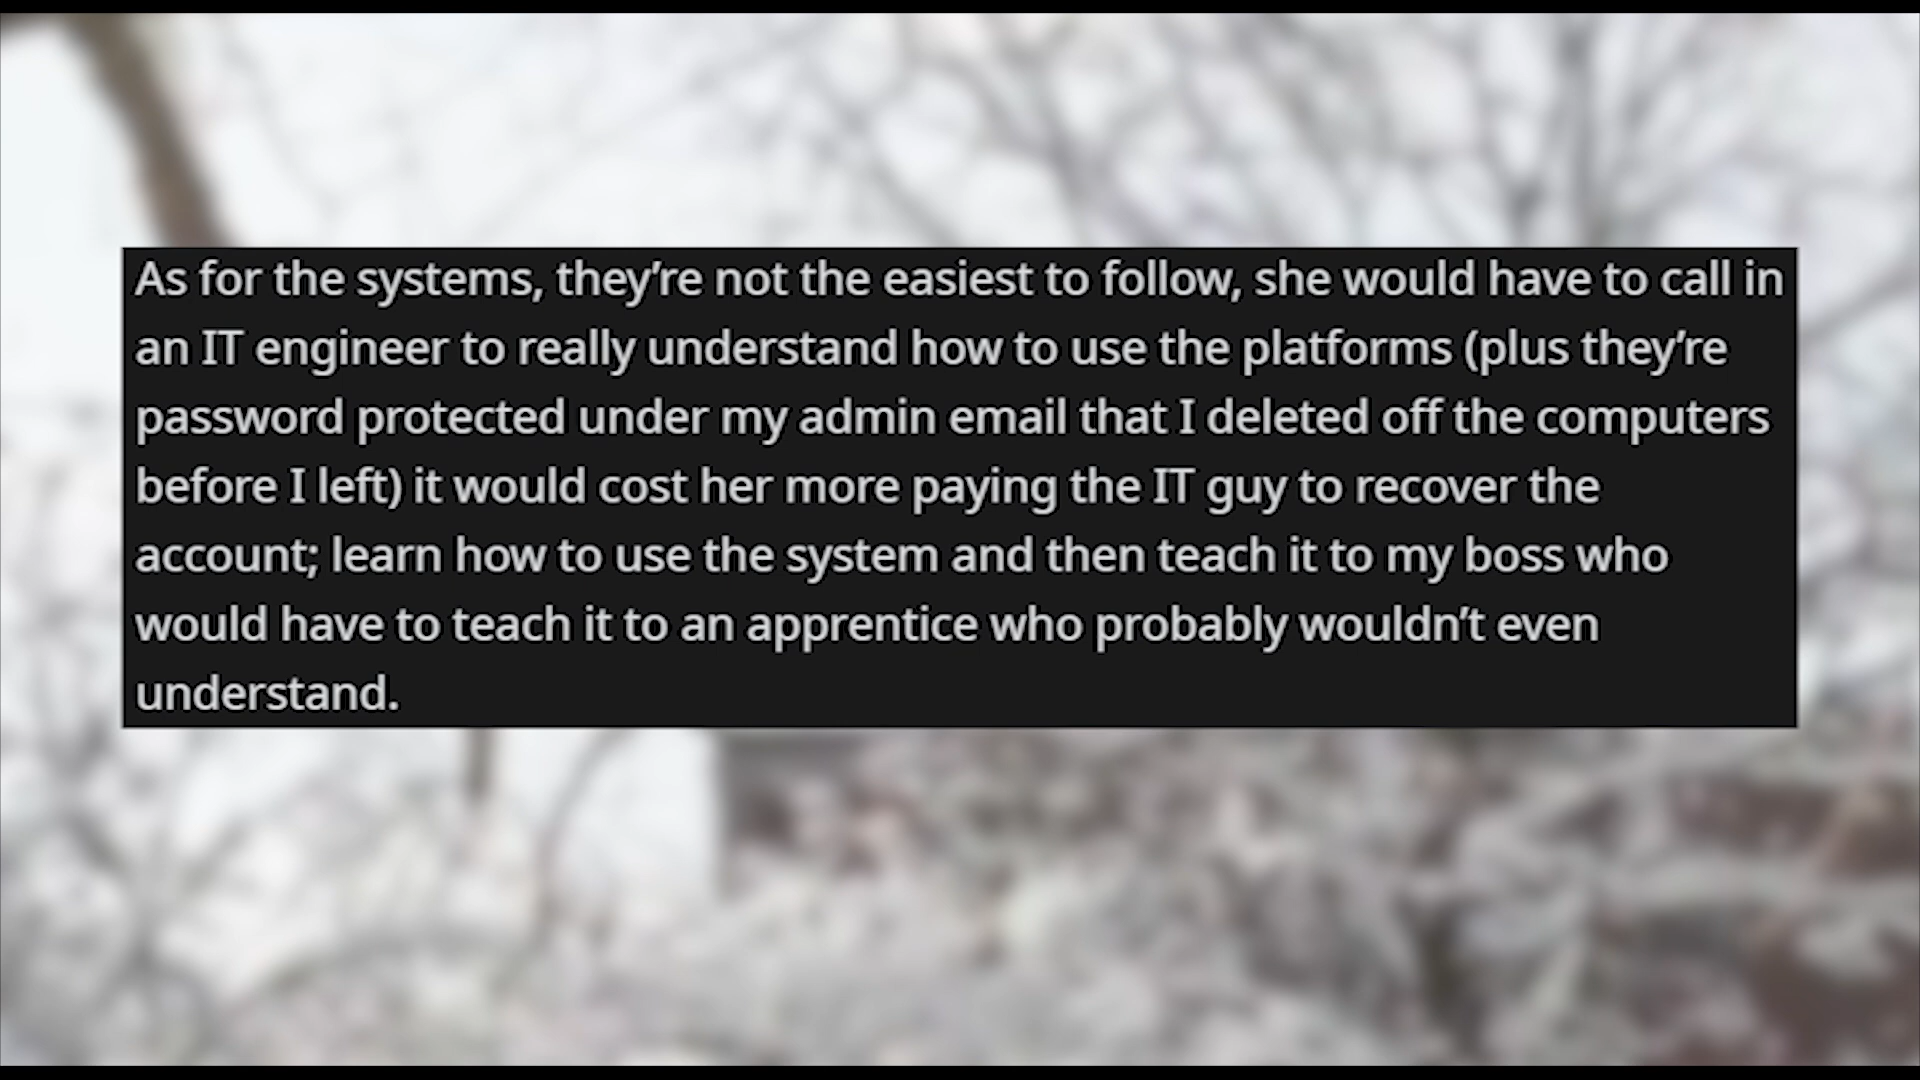 As for the systems, they’re not the easiest to follow, she would have to call in
an IT engineer to really understand how to use the platforms (plus they’re
password protected under my admin email that I deleted off the computers
before I left) it would cost her more paying the IT guy to recover the
account; learn how to use the system and then teach it to my boss who
would have to teach it to an apprentice who probably wouldn’t even
understand.